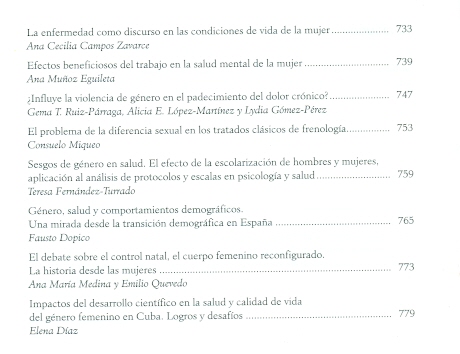 La enfermedad como discurso en las condiciones de vida de la mujer .................... 733
Ana Cecilia Campos Zavarce
Efectos beneficiosos del trabajo en la salud mental de la mujer ............................. 739
Ana Muñoz Eguileta
¿Influye la violencia de género en el padecimiento del dolor crónico?..................... 747
Gema T. Ruiz-Párraga, Alicia E. López-Martínez y Lydia Gómez-Pérez
El problema de la diferencia sexual en los tratados clásicos de frenología............... 753
Consuelo Miqueo
Sesgos de género en salud. El efecto de la escolarización de hombres y mujeres,
aplicación al análisis de protocolos y escalas en psicología y salud ......................... 759
Teresa Fernández-Turrado
Género, salud y comportamientos demográficos.
Una mirada desde la transición demográfica en España ....................................... 765
Fausto Dopico
El debate sobre el control natal, el cuerpo femenino reconfigurado.
La historia desde las mujeres .............................................................................. 773
Ana María Medina y Emilio Quevedo
Impactos del desarrollo científico en la salud y calidad de vida
del género femenino en Cuba. Logros y desafíos ................................................. 779
Elena Díaz